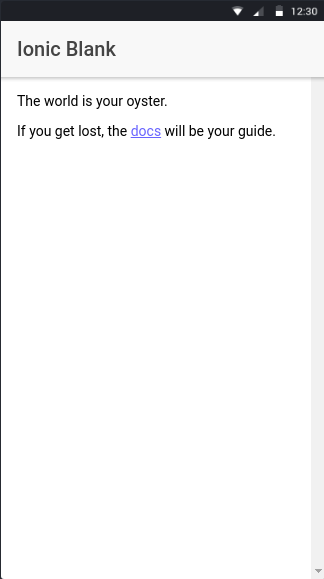 12:30
Ionic Blank
The world is your oyster.
If you get lost, the docs will be your guide.